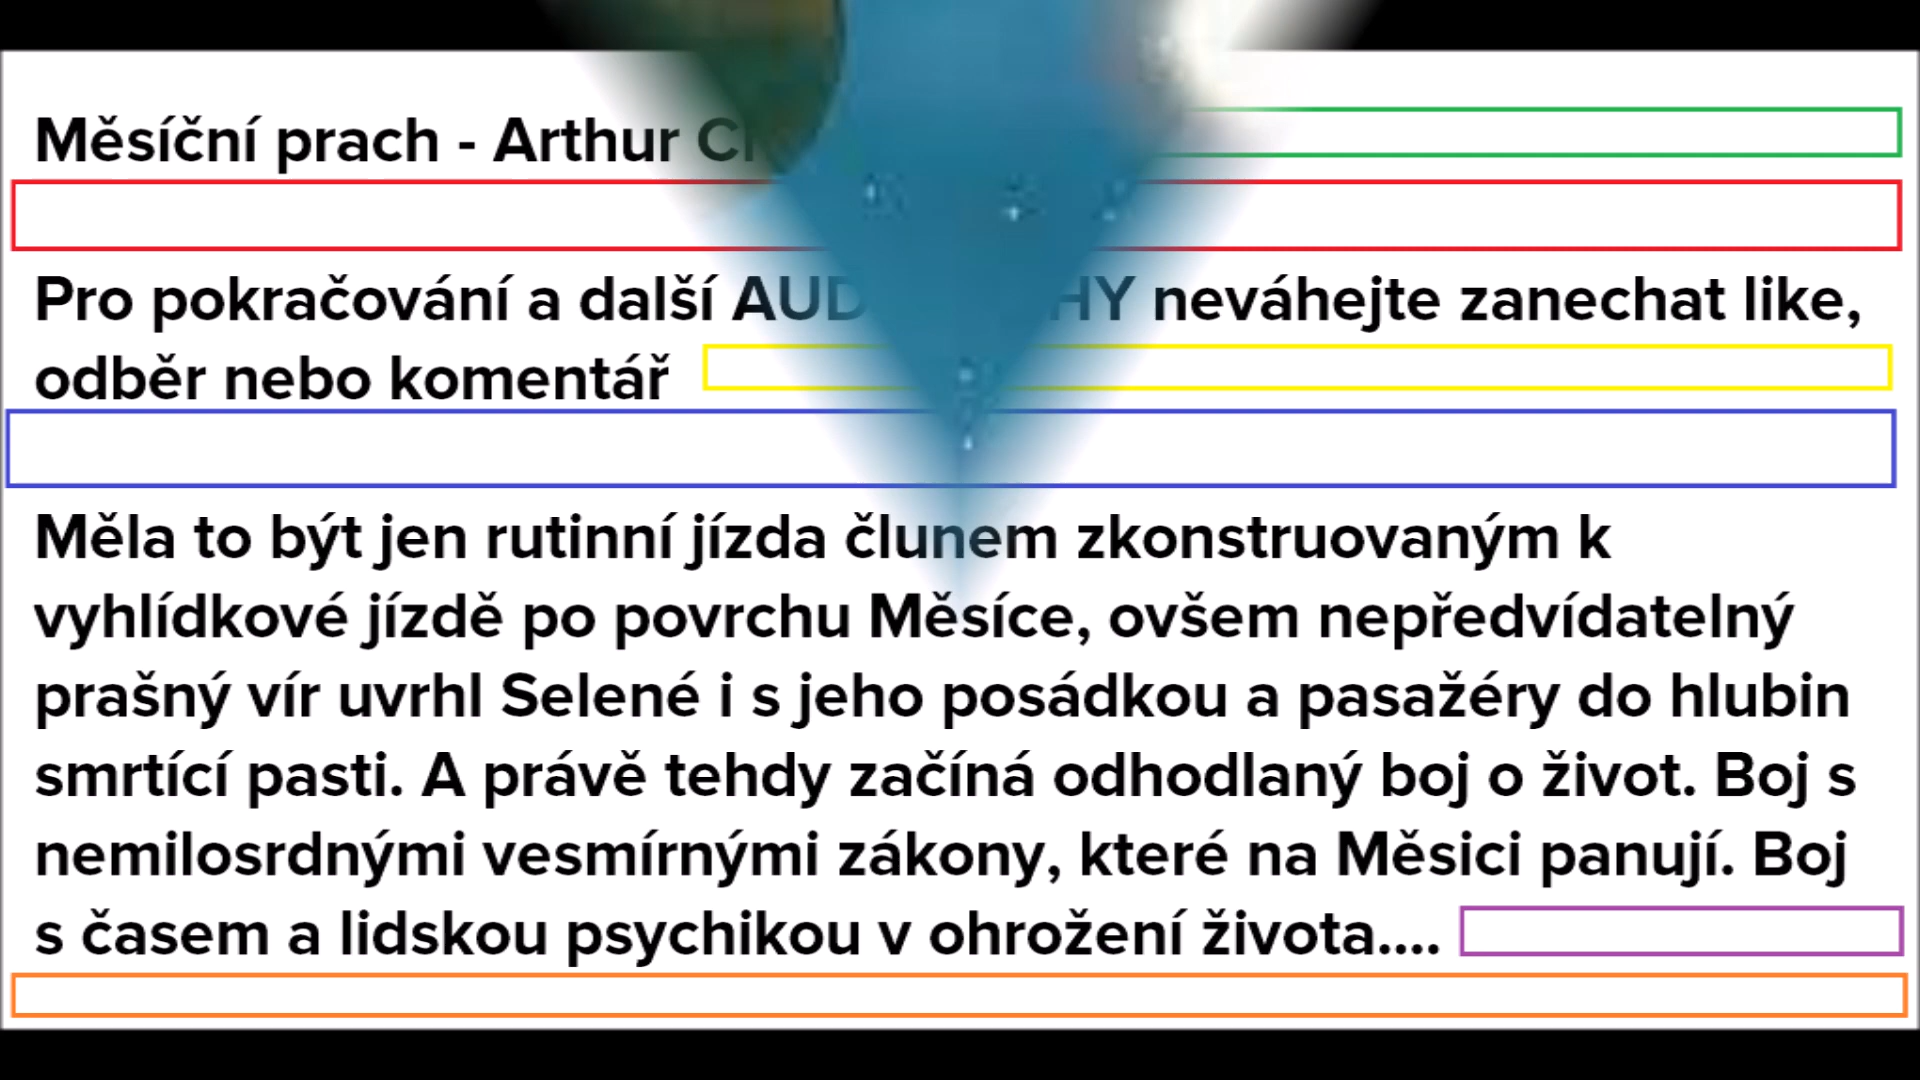 Měsíční prach - Arthur
Pro pokračování a další neváhejte zanechat like,
odběr nebo komentář
Měla to být jen rutinní jízda člunem zkonstruovaným k
vyhlídkové jízdě po povrchu Měsíce, ovšem nepředvídatelný
prašný vír uvrhl Selené i s jeho posádkou a pasažéry do hlubin
smrtící pasti. A právě tehdy začíná odhodlaný boj o život. Boj s
nemilosrdnými vesmírnými zákony, které na Měsici panují. Boj
s časem a lidskou psychikou v ohrožení života....